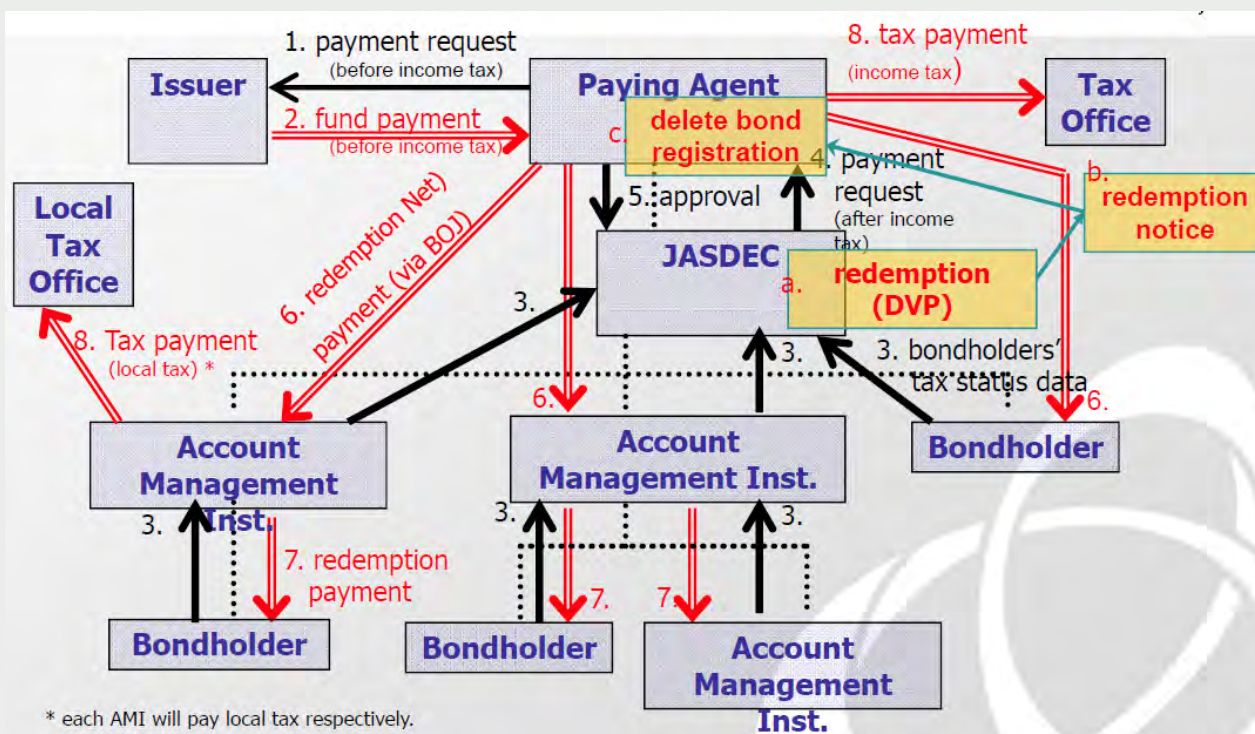 1. payment request
(before income tax)
8. tax payment
(income tax)
Issuer
Paying Agent
Tax
Office
2. fund payment
(before income tax)
c.
delete bond
registration
4. payment
request
(after income
tax)
b.
redemption
notice
5. approval
Local
Tax
Office
6. redemption Net)
payment (via BOJ)
JASDEC
a.
redemption
(DVP)
3.
8. Tax payment
(local tax) *
3.
3. bondholders'
tax status data
6.
6.
Account
Management
Inst.
Account
Management Inst.
Bondholder
3.
3.
3.
7. redemption
payment
7.
7.
Bondholder
Bondholder
Account
Management
Inst.
* each AMI will pay local tax respectively.